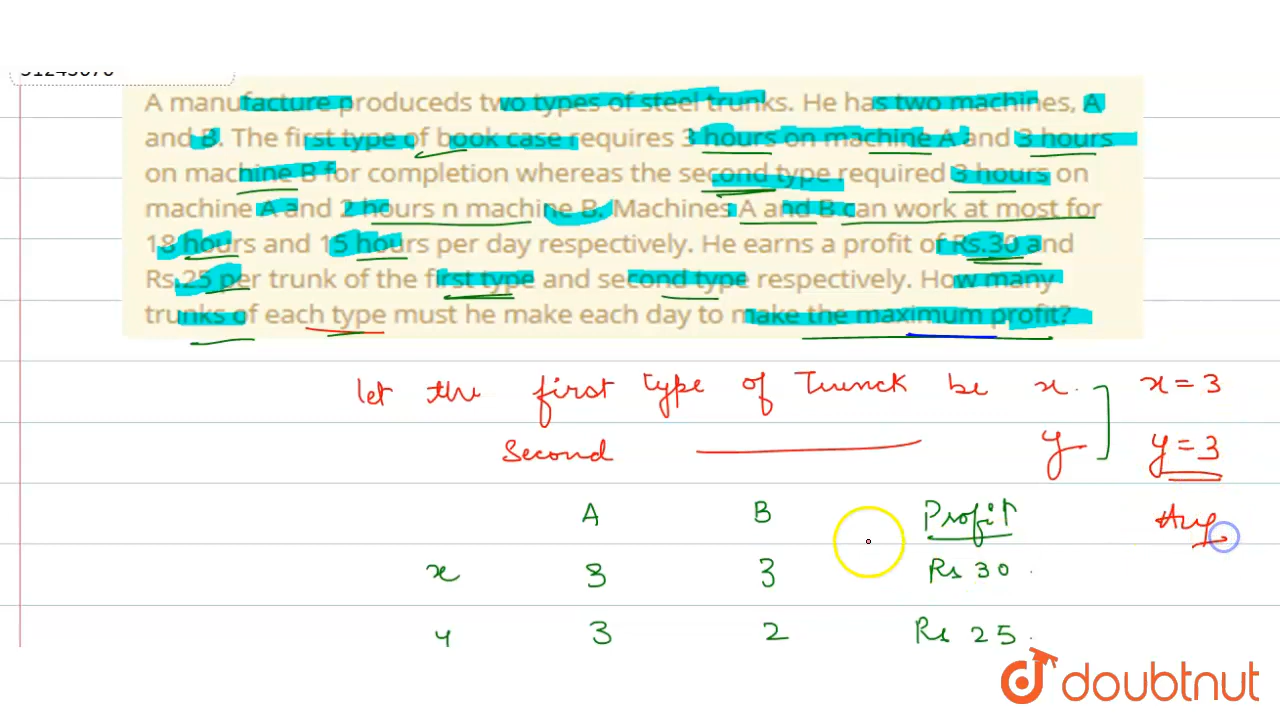 A manufacture produceds two types of steel trunks. He has two machines, A
and B. The first type of book case requires 3 hours on machine A and 3 hours
on machine B for completion whereas the second type required 3 hours on
machine A and 2 hours n machine B. Machines A and B can work at most for
18 hours and 15 hours per day respectively. He earns a profit of Rs.30 and
Rs.25 per trunk of the first type and second type respectively. How many
trunks of each type must he make each day to make the maximum profit?
let the first type of Trunck be x. x = 3
Second y y = 3
A B Profit Ans
x 3 3 Rs 30.
y 3 2 Rs 25.
doubtnut